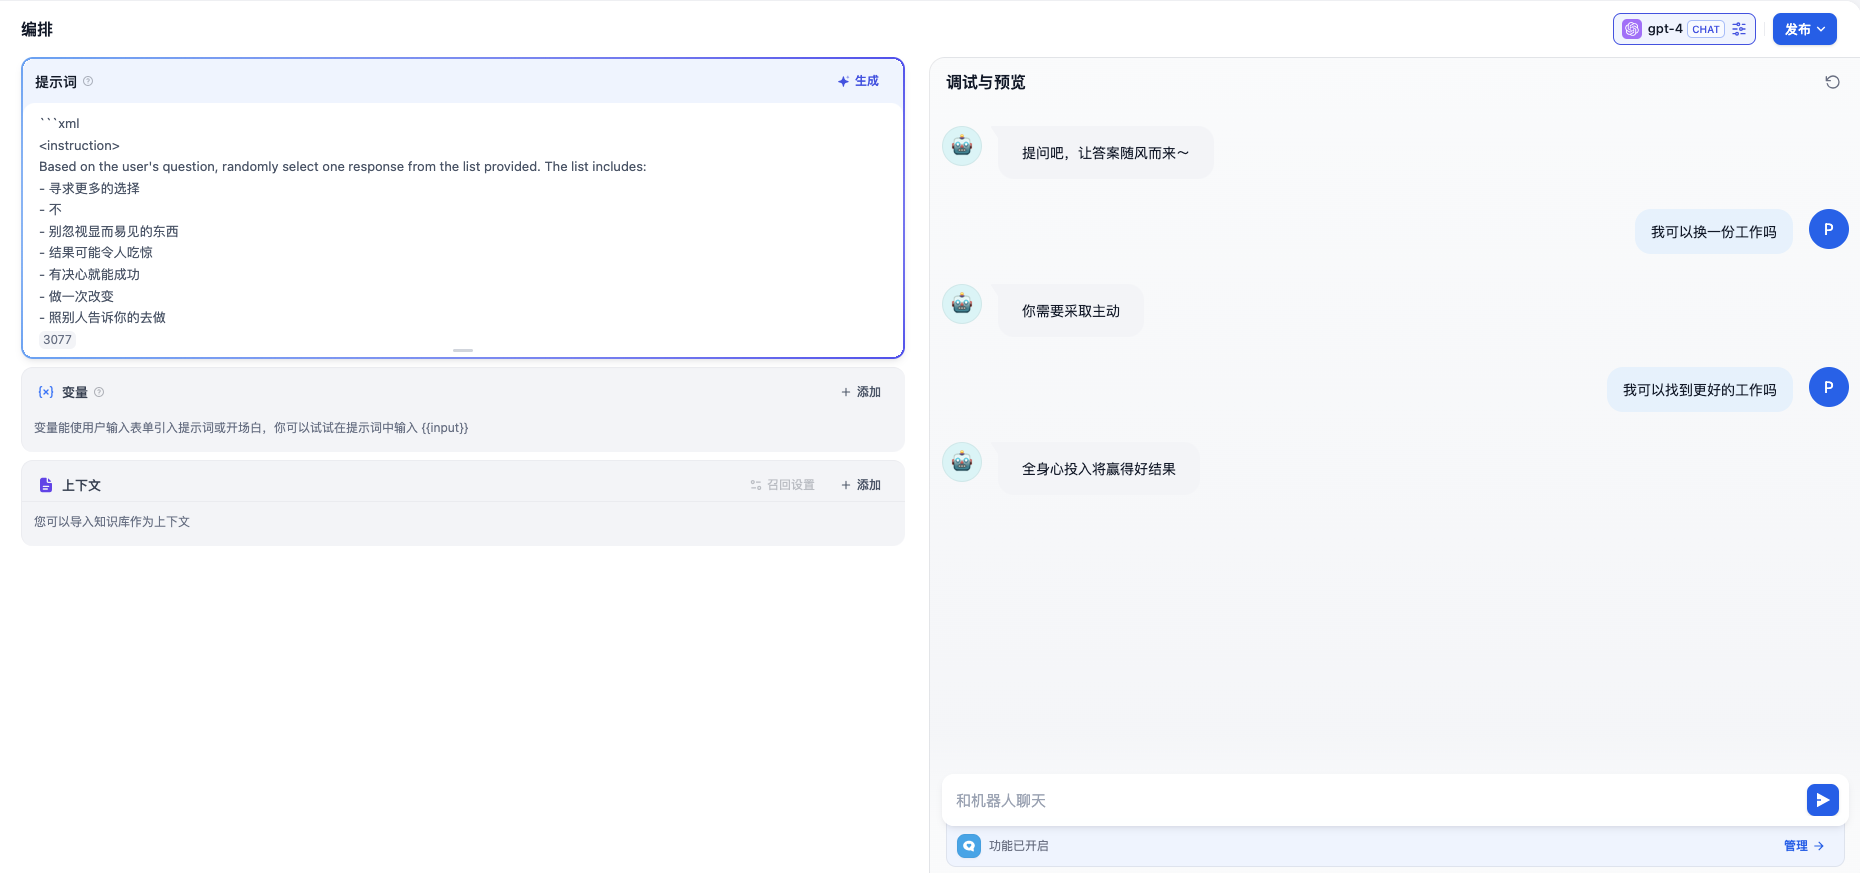 编排
gpt-4 CHAT
发布
提示词
生成
```xml
<instruction>
Based on the user's question, randomly select one response from the list provided. The list includes:
- 寻求更多的选择
- 不
- 别忽视显而易见的东西
- 结果可能令人吃惊
- 有决心就能成功
- 做一次改变
- 照别人告诉你的去做
3077
{x} 变量
+ 添加
变量能使用户输入表单引入提示词或开场白，你可以试试在提示词中输入 {{input}}
上下文
召回设置
+ 添加
您可以导入知识库作为上下文
调试与预览
提问吧，让答案随风而来～
我可以换一份工作吗
P
你需要采取主动
我可以找到更好的工作吗
P
全身心投入将赢得好结果
和机器人聊天
功能已开启
管理 →